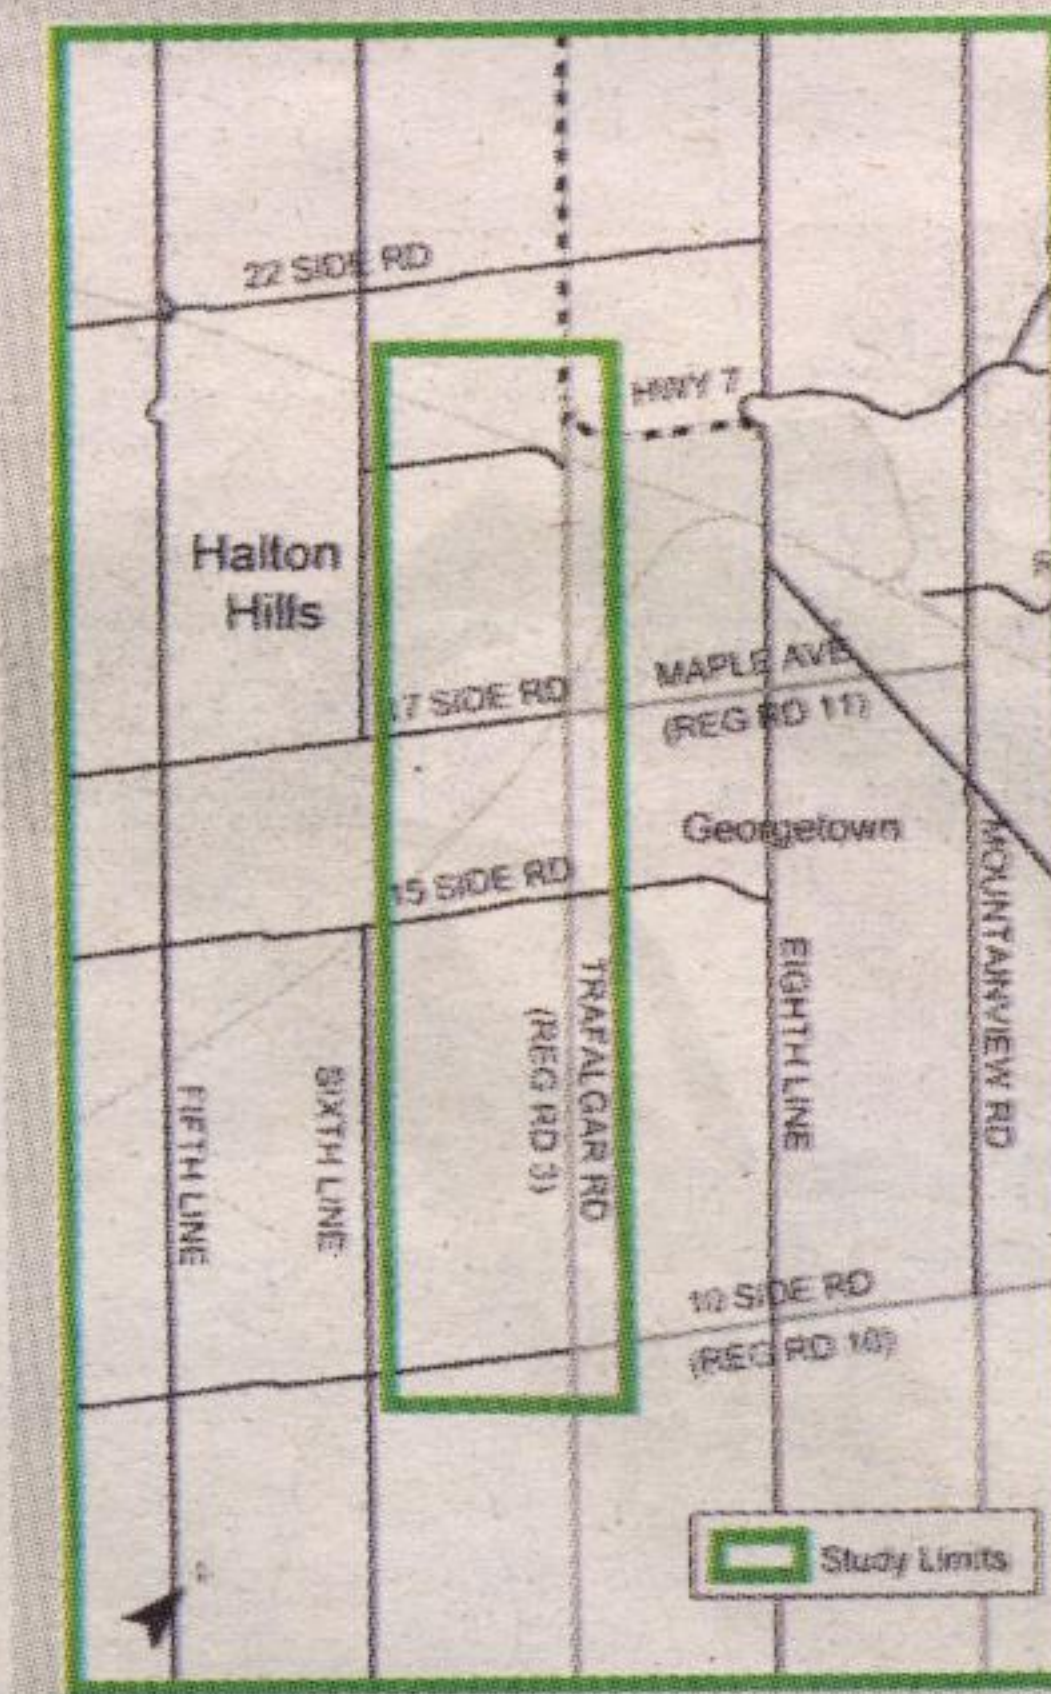 22 SIDE RD
HWY 7
Halton
Hills
17 SIDE RD
MAPLE AVE
(REG RD 11)
Georgetown
15 SIDE RD
TRAFALGAR RD
(REG RD 3)
EIGHTH LINE
MOUNTAINVIEW RD
SIXTH LINE
FIFTH LINE
10 SIDE RD
(REG RD 10)
Study Limits